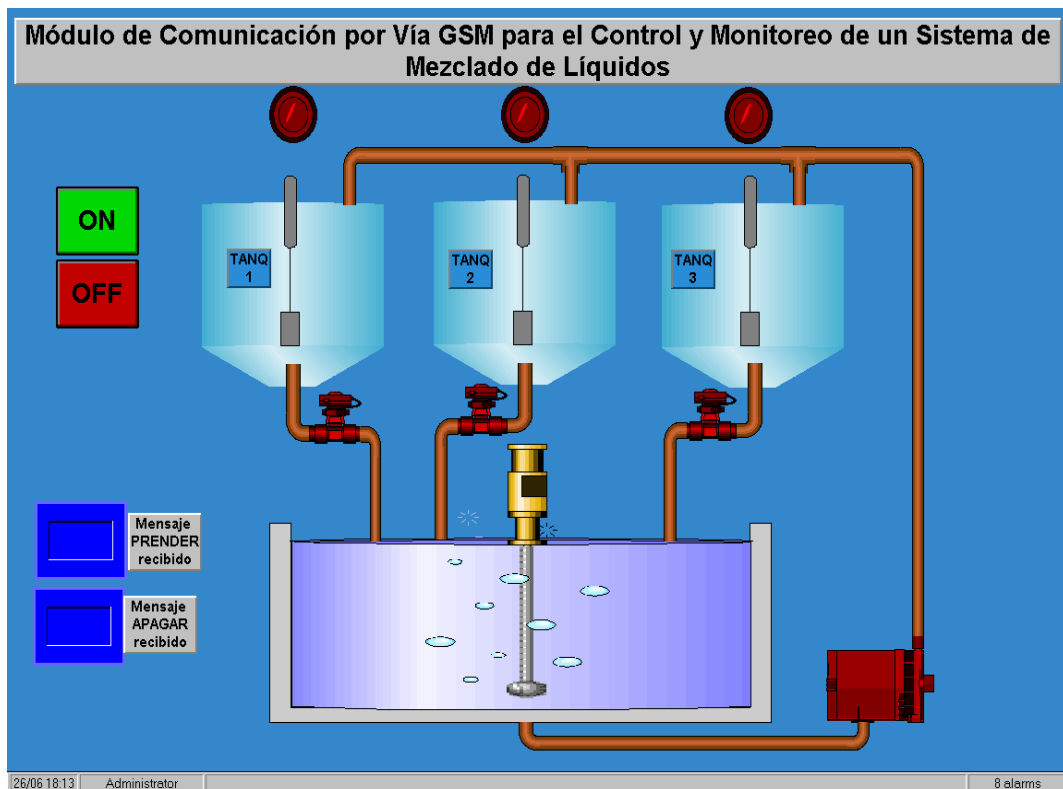 Módulo de Comunicación por Vía GSM para el Control y Monitoreo de un Sistema de
Mezclado de Líquidos
ON
OFF
TANQ
1
TANQ
2
TANQ
3
Mensaje
PRENDER
recibido
Mensaje
APAGAR
recibido
26/06 18:13
Administrator
8 alarms